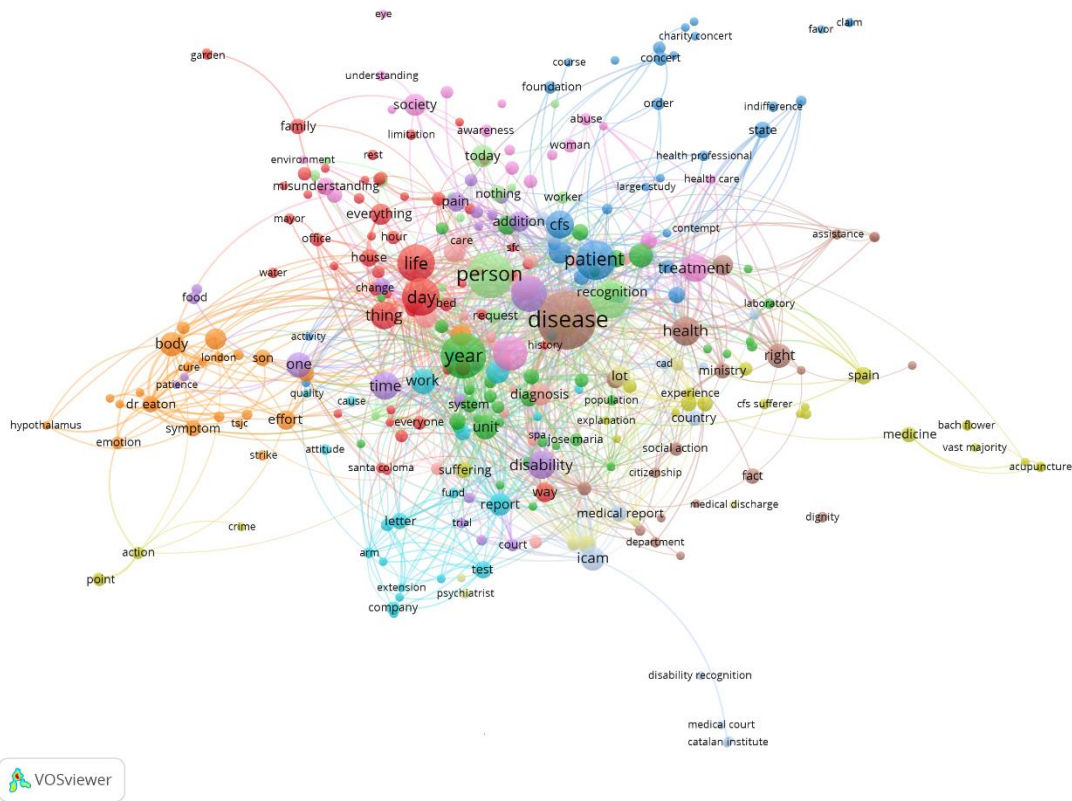 eye
claim
favor
charity concert
garden
concert
course
understanding
foundation
society
order
indifference
abuse
family
awareness
state
limitation
woman
today
rest
health professional
environment
health care
misunderstanding
larger study
nothing
worker
pain
everything
addition
cfs
mayor
contempt
assistance
office
hour
care
sfc
house
patient
life
treatment
person
water
change
recognition
food
day
bed
laboratory
thing
request
disease
activity
health
body
history
london
year
right
son
cure
one
cad
ministry
lot
spain
patience
time
work
quality
diagnosis
experience
cause
population
dr eaton
system
cfs sufferer
country
effort
everyone
explanation
hypothalamus
symptom
tsjc
unit
bach flower
spa
jose maria
medicine
emotion
attitude
social action
vast majority
strike
santa coloma
suffering
disability
citizenship
acupuncture
fact
fund
way
report
medical discharge
letter
medical report
dignity
crime
trial
department
court
action
arm
icam
test
point
extension
psychiatrist
company
disability recognition
medical court
catalan institute
VOSviewer